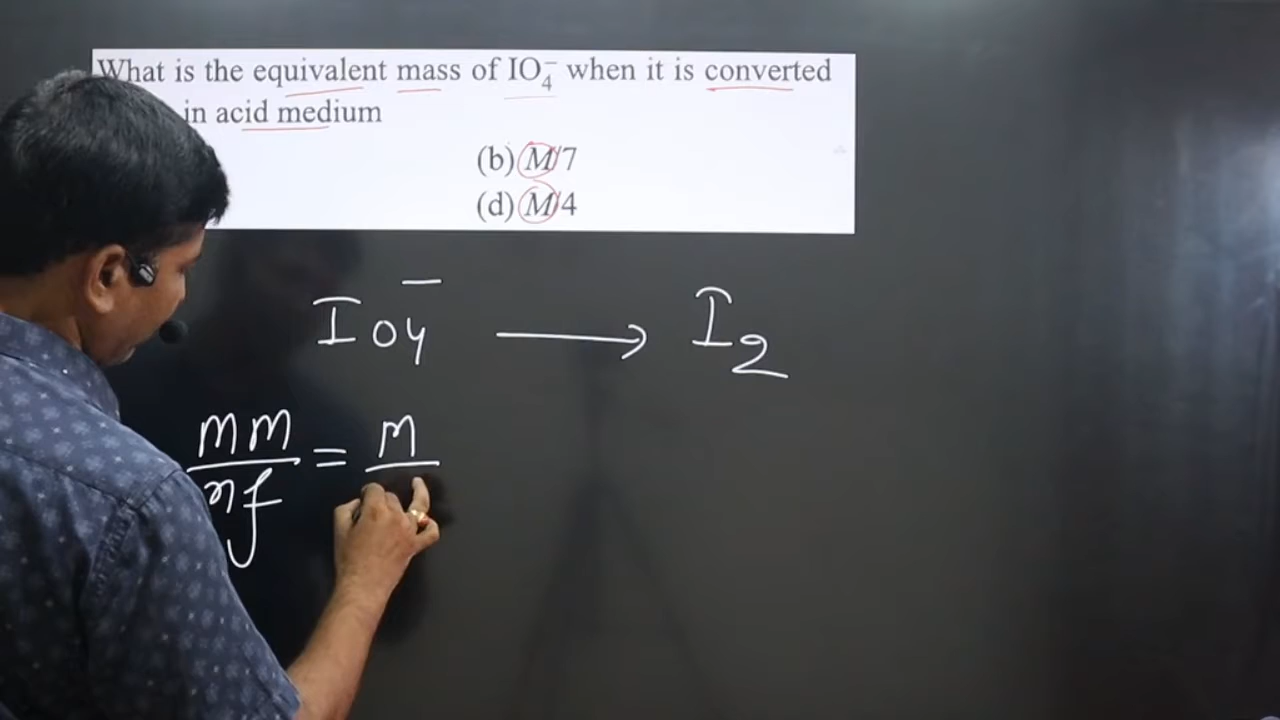 What is the equivalent mass of IO₄⁻ when it is converted
in acid medium
(b) M/7
(d) M/4
IO4⁻ → I2
mm/nf = M